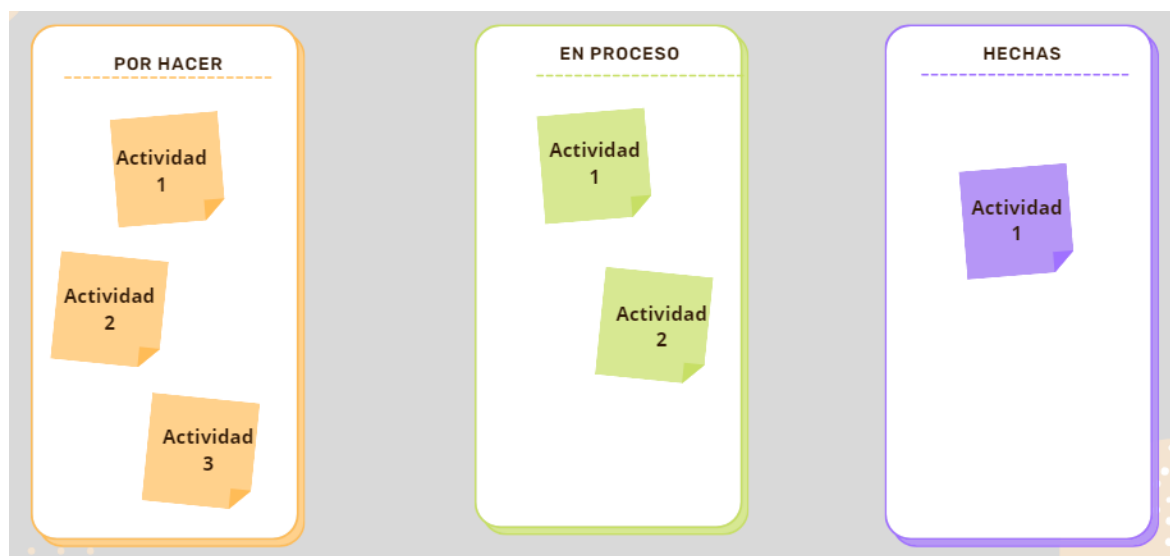 POR HACER
Actividad
1
Actividad
2
Actividad
3
EN PROCESO
Actividad
1
Actividad
2
HECHAS
Actividad
1